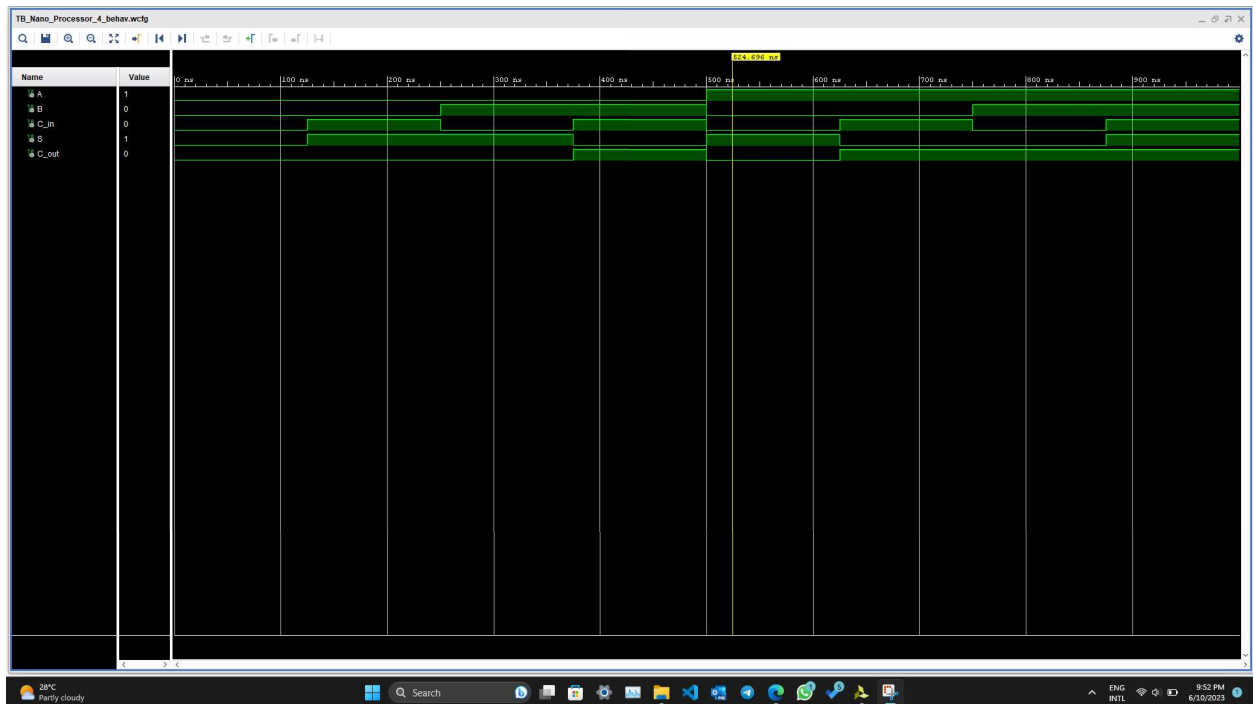 TB_Nano_Processor_4_behav.wcfg
524.696 ns
Name Value
0 ns 100 ns 200 ns 300 ns 400 ns 500 ns 600 ns 700 ns 800 ns 900 ns
A 1
B 0
C_in 0
S 1
C_out 0
28°C
Partly cloudy
Search
ENG
INTL
9:52 PM
6/10/2023